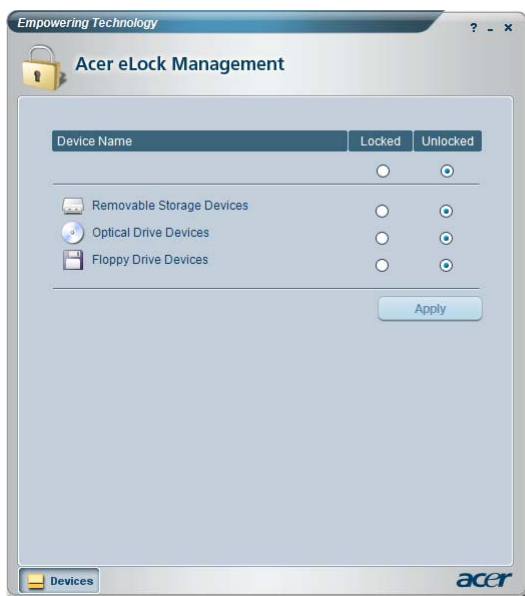 Empowering Technology
? - x
Acer eLock Management
Device Name Locked Unlocked
Removable Storage Devices
Optical Drive Devices
Floppy Drive Devices
Apply
Devices
acer